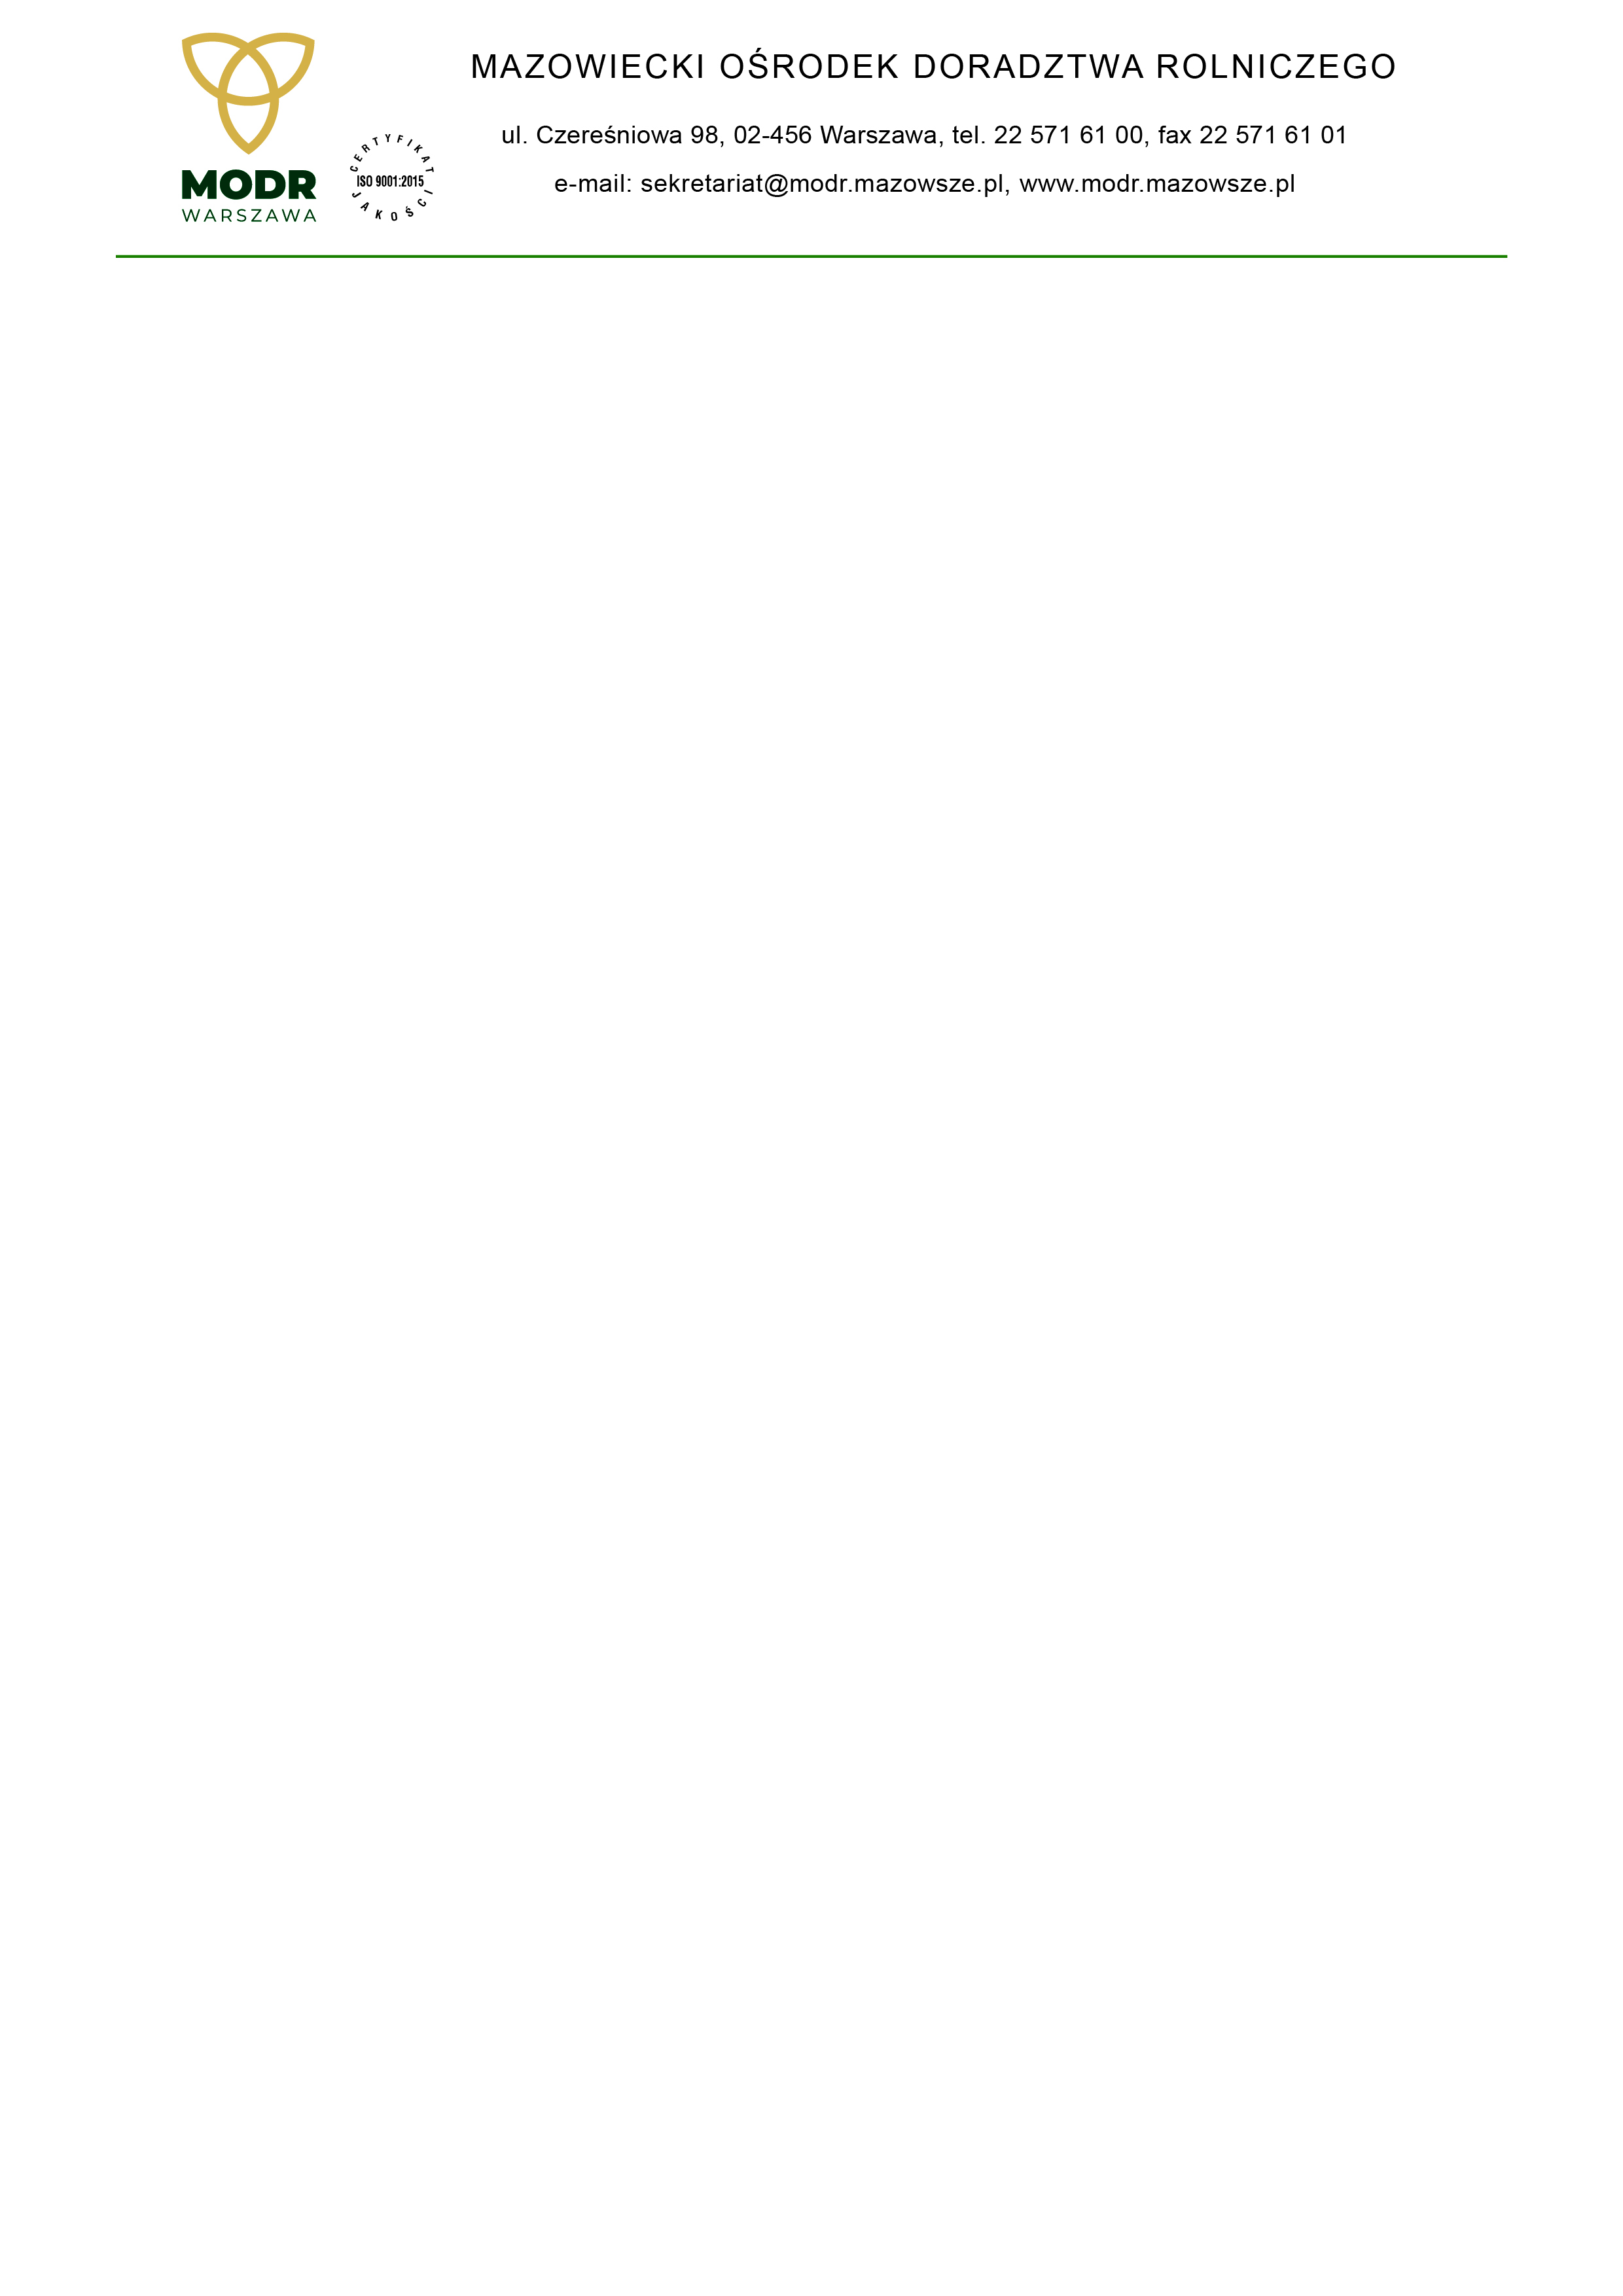 MAZOWIECKI OŚRODEK DORADZTWA ROLNICZEGO
ul. Czereśniowa 98, 02-456 Warszawa, tel. 22 571 61 00, fax 22 571 61 01
e-mail: sekretariat@modr.mazowsze.pl, www.modr.mazowsze.pl
MODR
WARSZAWA
CERTYFIKAT
ISO 9001:2015
JAKOŚCI